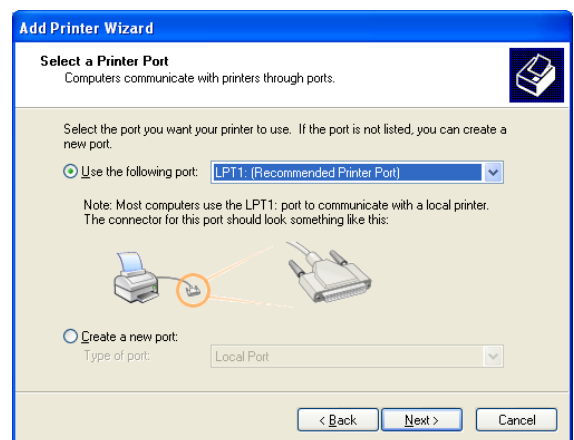 Add Printer Wizard
Select a Printer Port
Computers communicate with printers through ports.
Select the port you want your printer to use. If the port is not listed, you can create a
new port.
Use the following port: LPT1: (Recommended Printer Port)
Note: Most computers use the LPT1: port to communicate with a local printer.
The connector for this port should look something like this:
Create a new port:
Type of port: Local Port
< Back Next > Cancel